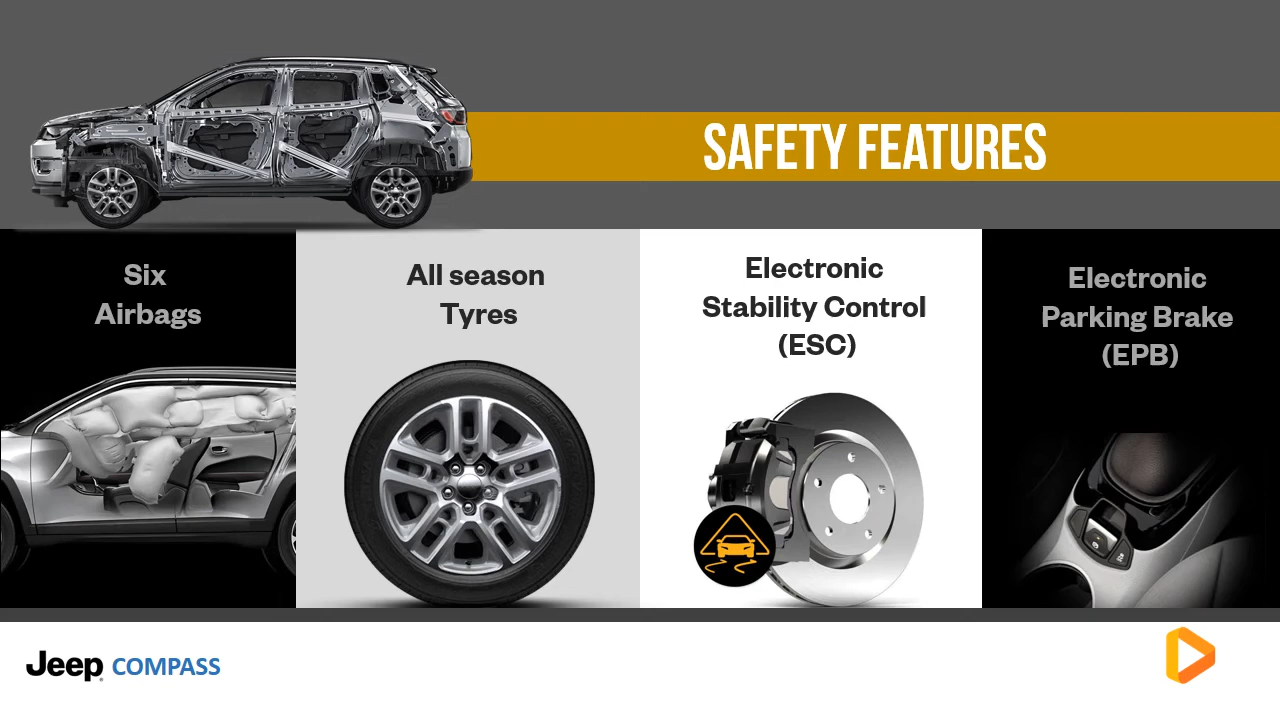 SAFETY FEATURES
Six
Airbags
All season
Tyres
Electronic
Stability Control
(ESC)
Electronic
Parking Brake
(EPB)
Jeep COMPASS